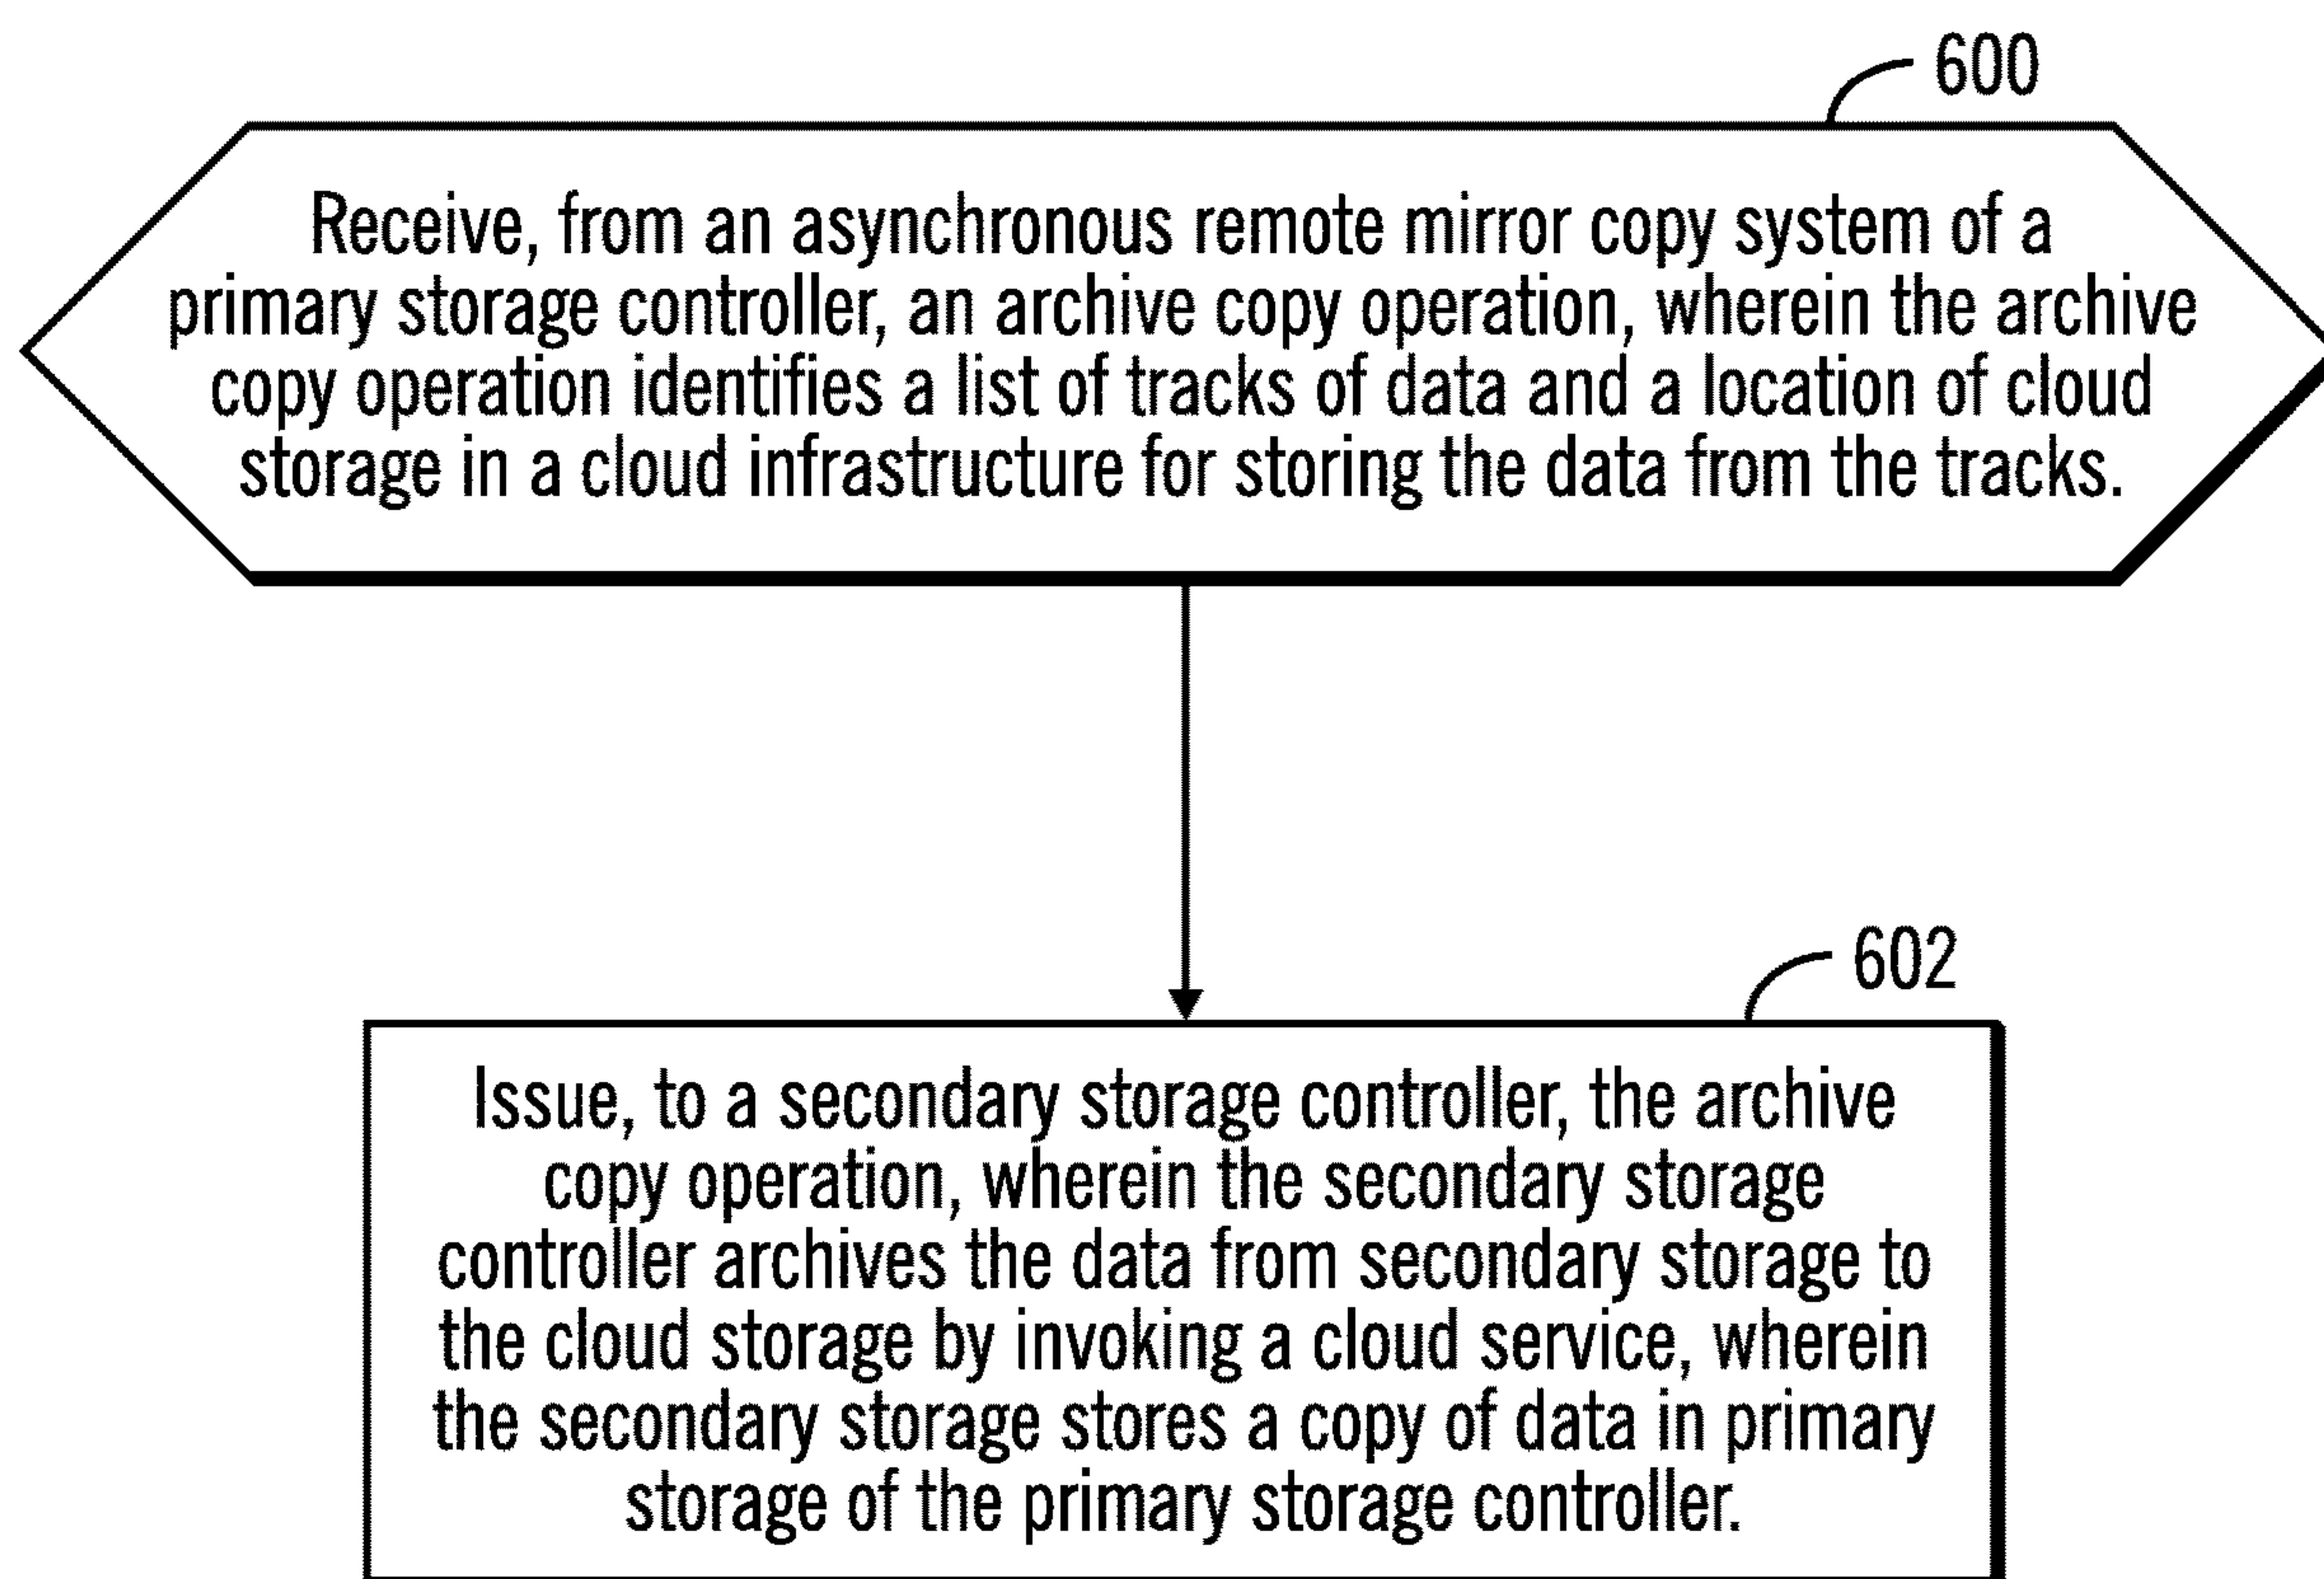 600
Receive, from an asynchronous remote mirror copy system of a
primary storage controller, an archive copy operation, wherein the archive
copy operation identifies a list of tracks of data and a location of cloud
storage in a cloud infrastructure for storing the data from the tracks.
602
Issue, to a secondary storage controller, the archive
copy operation, wherein the secondary storage
controller archives the data from secondary storage to
the cloud storage by invoking a cloud service, wherein
the secondary storage stores a copy of data in primary
storage of the primary storage controller.